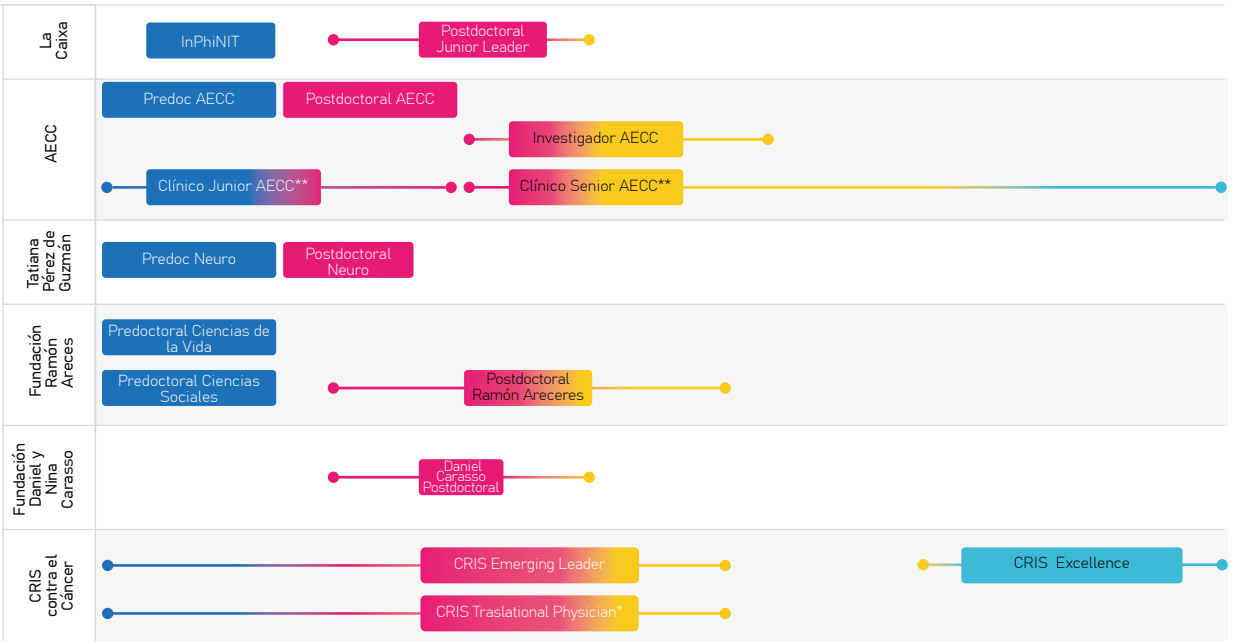 La
Caixa
InPhiNIT
Postdoctoral
Junior Leader
AECC
Predoc AECC
Postdoctoral AECC
Investigador AECC
Clínico Junior AECC**
Clínico Senior AECC**
Tatiana
Pérez de
Guzmán
Predoc Neuro
Postdoctoral
Neuro
Fundación
Ramón
Areces
Predoctoral Ciencias de
la Vida
Predoctoral Ciencias
Sociales
Postdoctoral
Ramón Areceres
Fundación
Daniel y
Nina
Carasso
Daniel
Carasso
Postdoctoral
CRIS
contra el
Cáncer
CRIS Emerging Leader
CRIS Excellence
CRIS Traslational Physician*